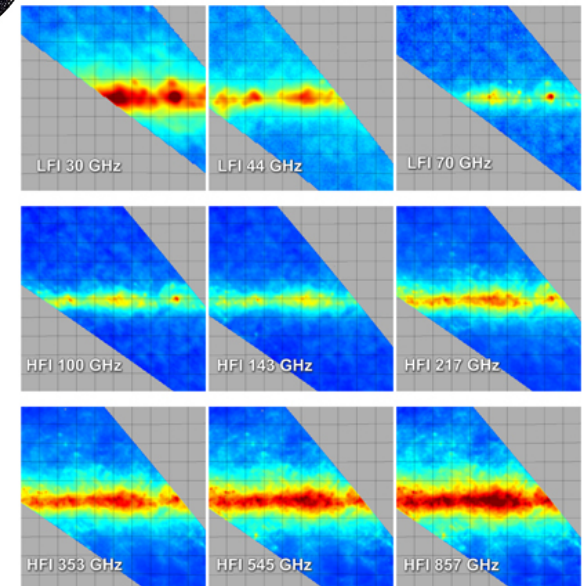 LFI 30 GHz
LFI 44 GHz
LFI 70 GHz
HFI 100 GHz
HFI 143 GHz
HFI 217 GHz
HFI 353 GHz
HFI 545 GHz
HFI 857 GHz